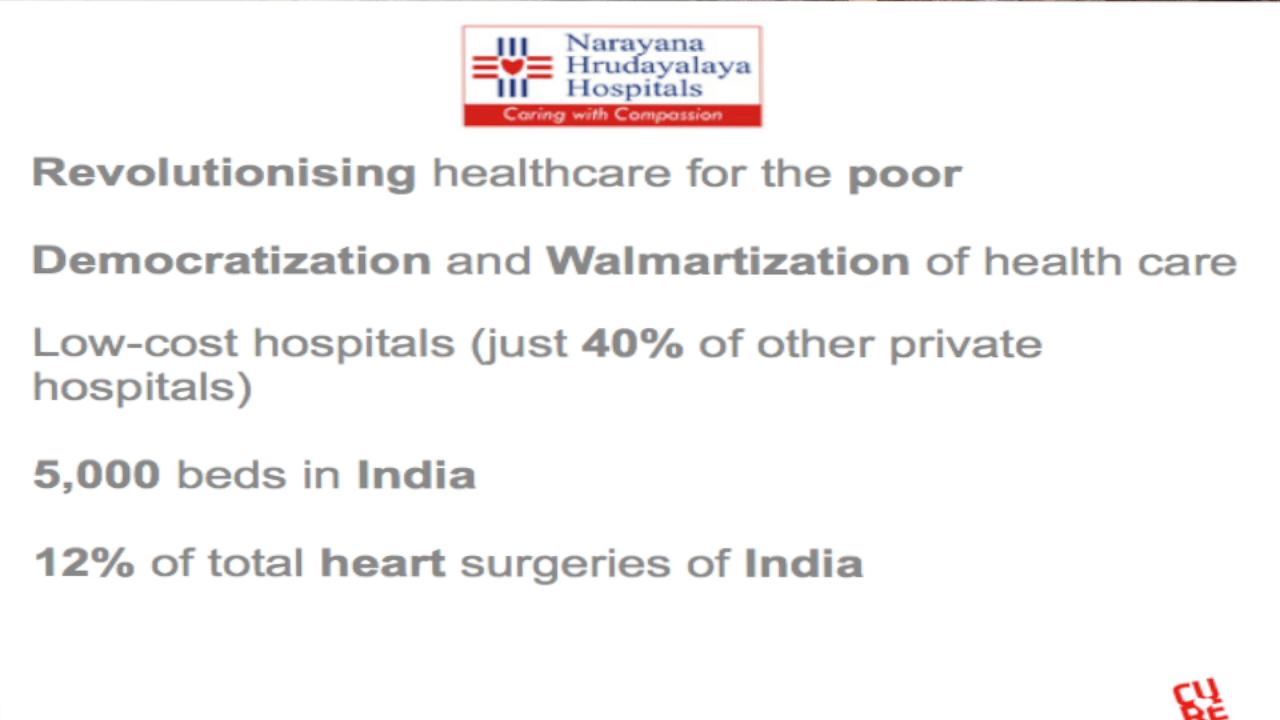 Narayana
Hrudayalaya
Hospitals
Caring with Compassion
Revolutionising healthcare for the poor
Democratization and Walmartization of health care
Low-cost hospitals (just 40% of other private
hospitals)
5,000 beds in India
12% of total heart surgeries of India
CU
RE